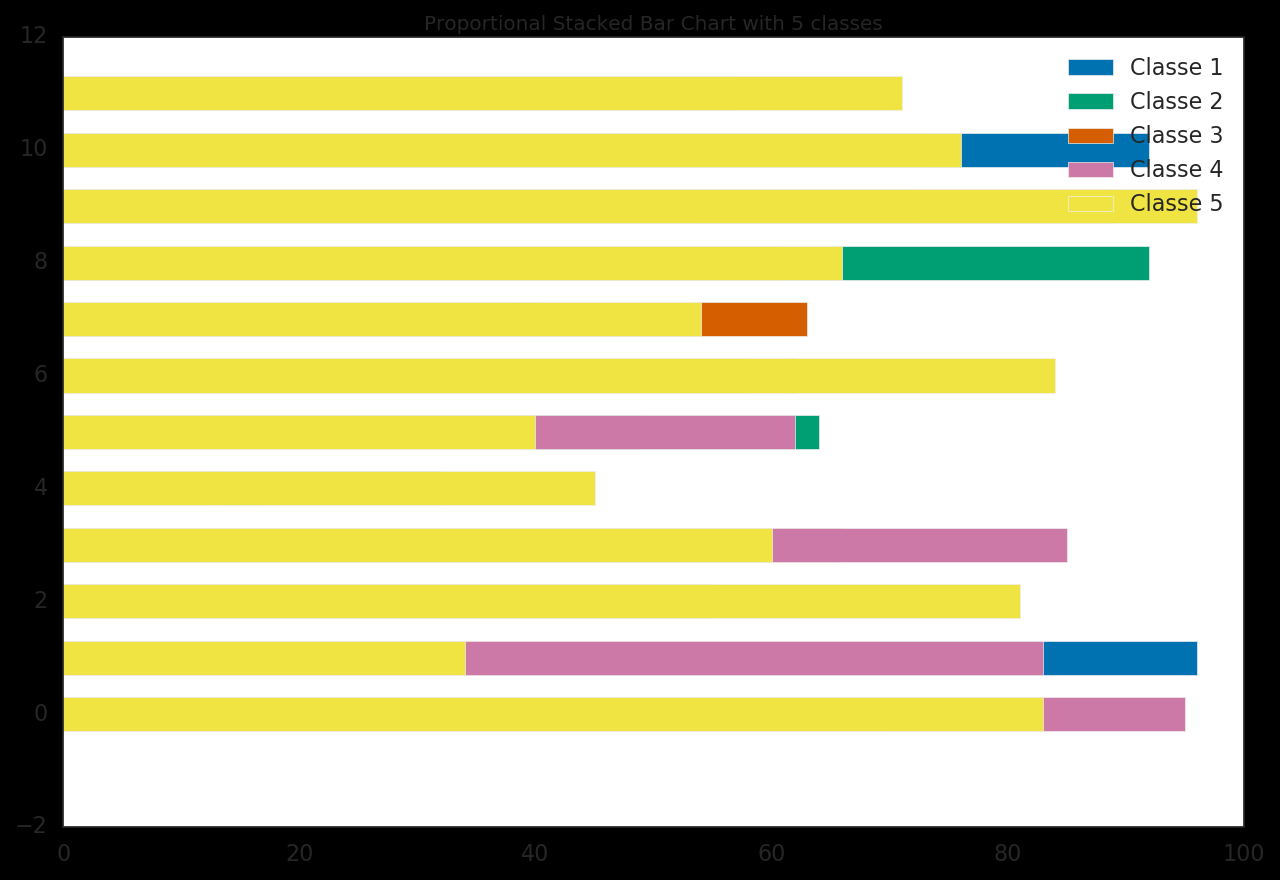 Proportional Stacked Bar Chart with 5 classes
12
10
8
6
4
2
0
−2
0 20 40 60 80 100
Classe 1
Classe 2
Classe 3
Classe 4
Classe 5